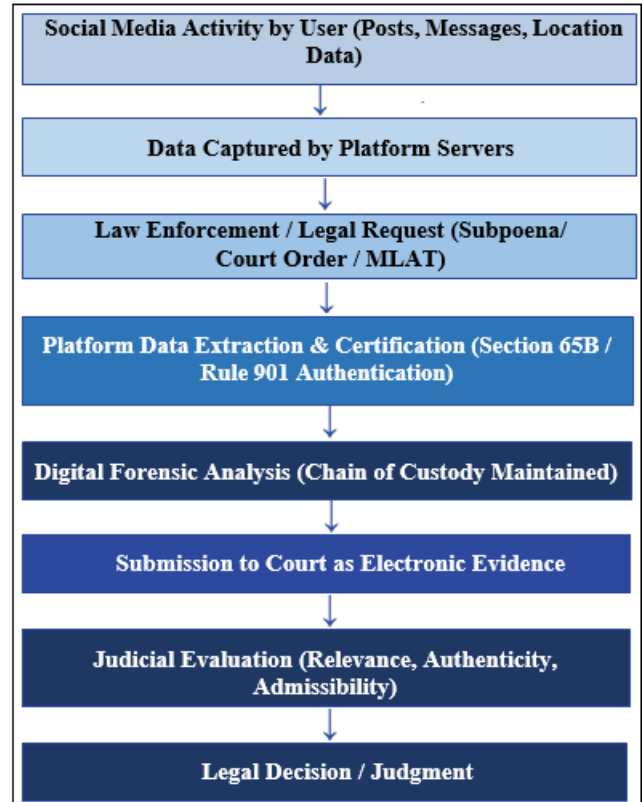 Social Media Activity by User (Posts, Messages, Location
Data)
Data Captured by Platform Servers
Law Enforcement / Legal Request (Subpoena/
Court Order / MLAT)
Platform Data Extraction & Certification (Section 65B /
Rule 901 Authentication)
Digital Forensic Analysis (Chain of Custody Maintained)
Submission to Court as Electronic Evidence
Judicial Evaluation (Relevance, Authenticity,
Admissibility)
Legal Decision / Judgment